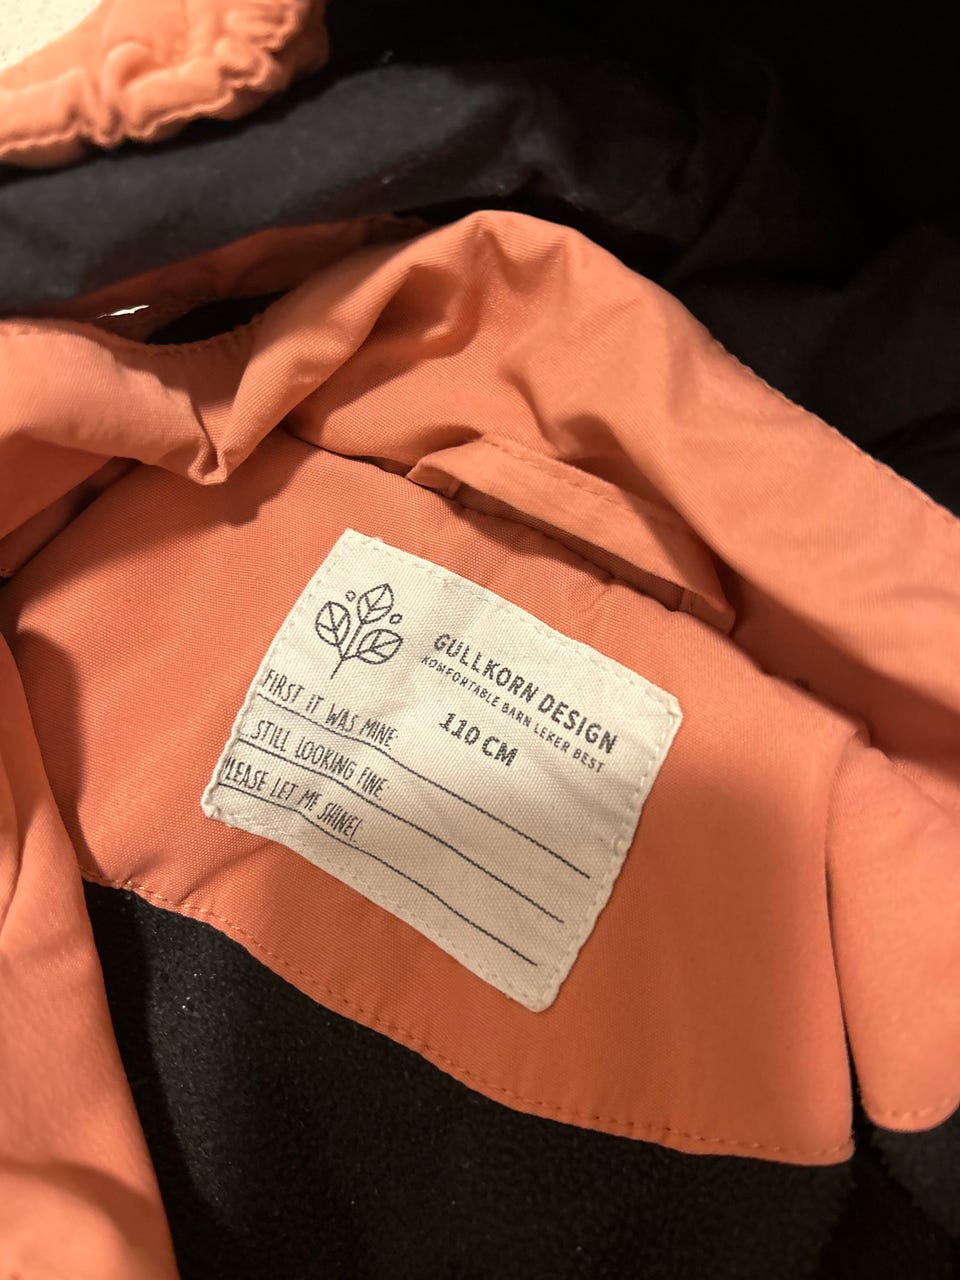 GULLKORN DESIGN
KOMFORTABLE BARN LEKER BEST
110 CM
FIRST IT WAS MINE
STILL LOOKING FINE.
PLEASE LET ME SHINE!